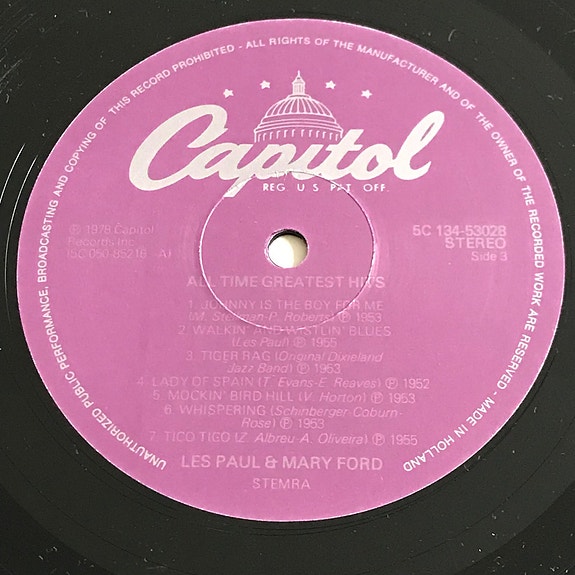 UNAUTHORIZED PUBLIC PERFORMANCE, BROADCASTING AND COPYING OF THIS RECORD PROHIBITED - ALL RIGHTS OF THE MANUFACTURER AND OF THE OWNER OF THE RECORDED WORK ARE RESERVED - MADE IN HOLLAND
Capitol
REG. U.S. PAT. OFF.
℗ 1978 Capitol
Records Inc
(5C 050-85216 A)
5C 134-53028
STEREO
Side 3
ALL TIME GREATEST HITS
1. JOHNNY IS THE BOY FOR ME
(M. Stellman-P. Roberts) ℗ 1953
2. WALKIN' AND WISTLIN' BLUES
(Les Paul) ℗ 1955
3. TIGER RAG (Original Dixieland
Jazz Band) ℗ 1953
4. LADY OF SPAIN (T. Evans-E. Reaves) ℗ 1952
5. MOCKIN' BIRD HILL (V. Horton) ℗ 1953
6. WHISPERING (Schinberger-Coburn-
Rose) ℗ 1953
7. TICO TICO (Z. Albreu A. Oliveira) ℗ 1955
LES PAUL & MARY FORD
STEMRA